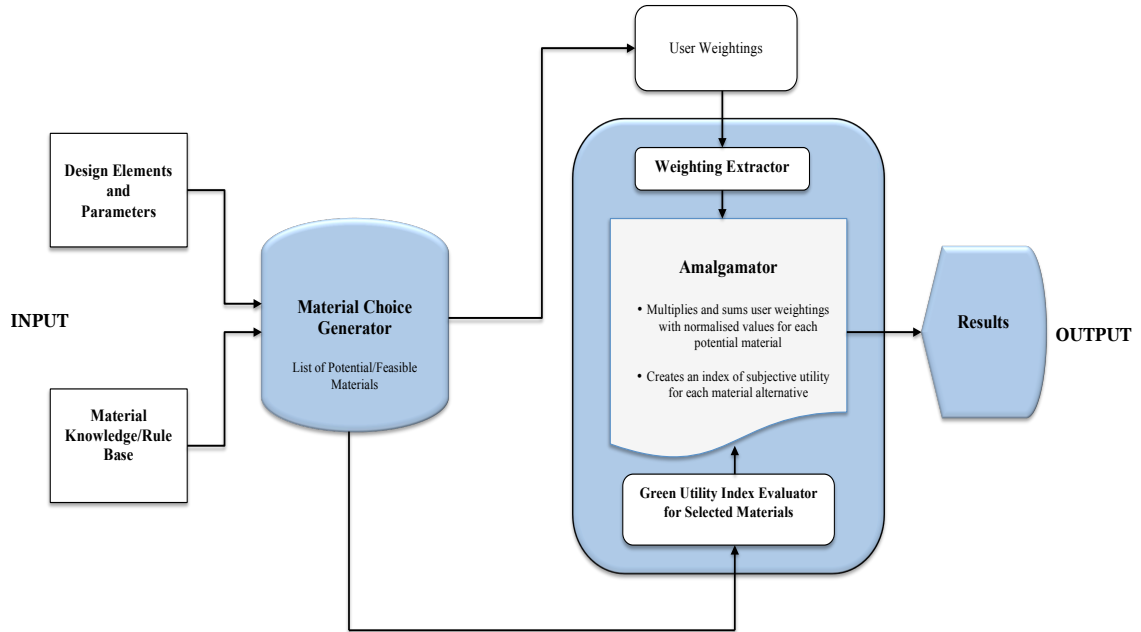 User Weightings
Design Elements
and
Parameters
INPUT
Material
Knowledge/Rule
Base
Material Choice
Generator
List of Potential/Feasible
Materials
Weighting Extractor
Amalgamator
• Multiplies and sums user weightings
with normalised values for each
potential material
• Creates an index of subjective utility
for each material alternative
Green Utility Index Evaluator
for Selected Materials
Results
OUTPUT